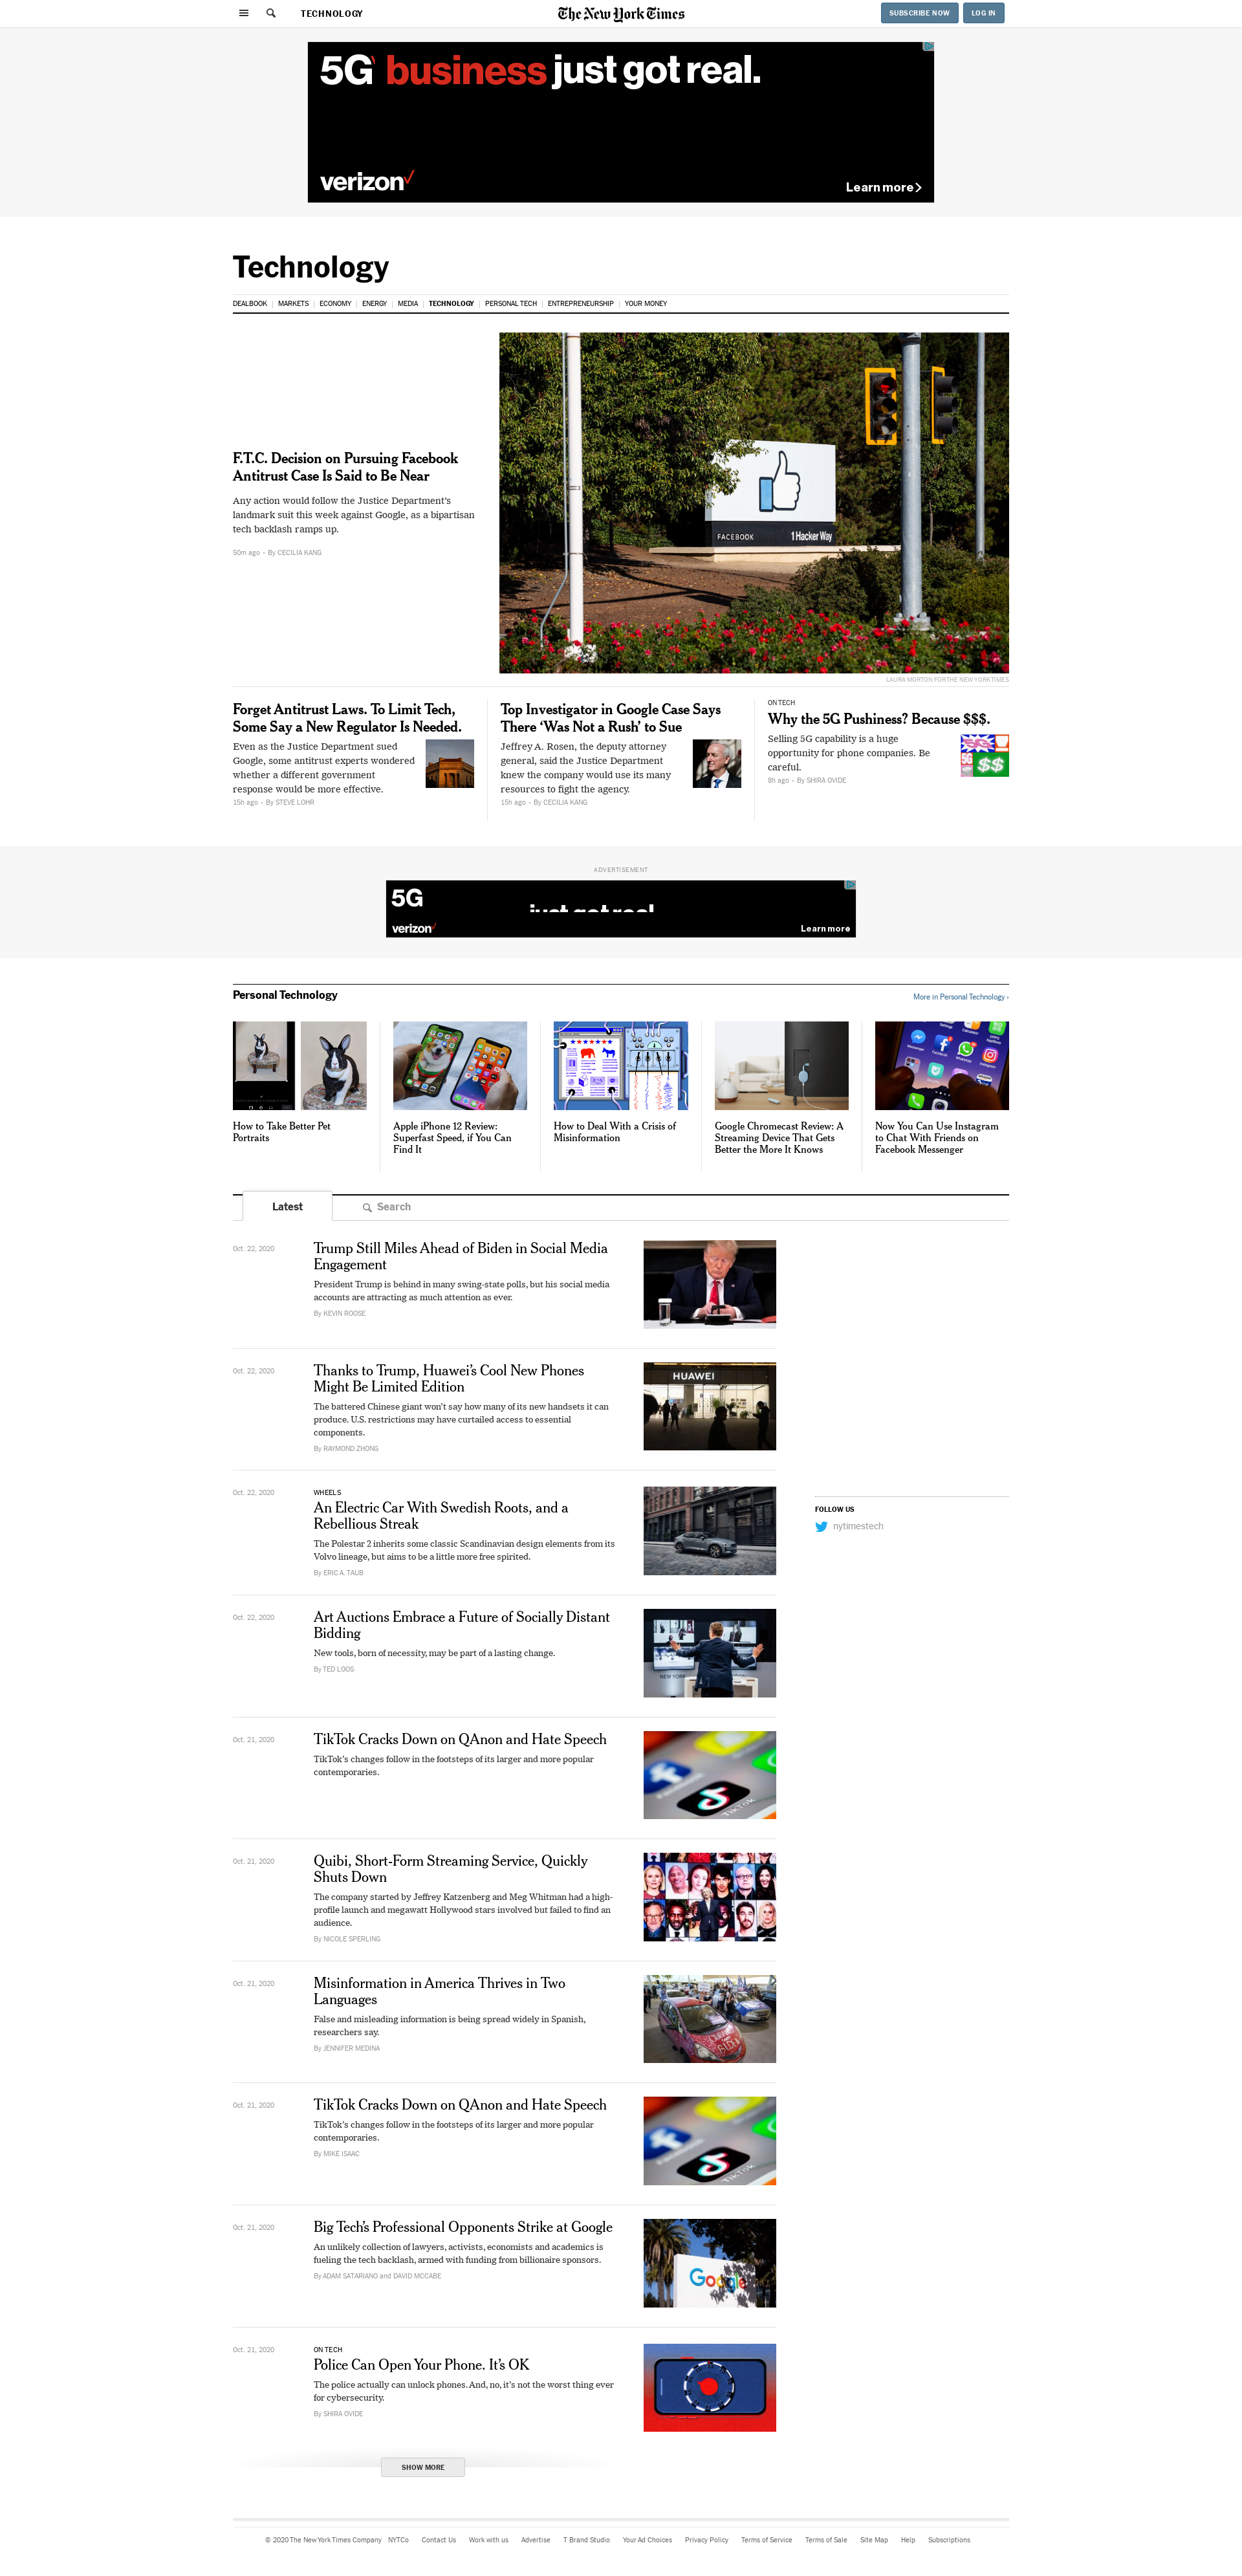 TECHNOLOGY
The New York Times
SUBSCRIBE NOW
LOG IN
5G business just got real.
verizon
Learn more
Technology
DEALBOOK
MARKETS
ECONOMY
ENERGY
MEDIA
TECHNOLOGY
PERSONAL TECH
ENTREPRENEURSHIP
YOUR MONEY
F.T.C. Decision on Pursuing Facebook
Antitrust Case Is Said to Be Near
Any action would follow the Justice Department's
landmark suit this week against Google, as a bipartisan
tech backlash ramps up.
50m ago • By CECILIA KANG
FACEBOOK
1 Hacker Way
LAURA MORTON FOR THE NEW YORK TIMES
Forget Antitrust Laws. To Limit Tech,
Some Say a New Regulator Is Needed.
Even as the Justice Department sued
Google, some antitrust experts wondered
whether a different government
response would be more effective.
15h ago • By STEVE LOHR
Top Investigator in Google Case Says
There ‘Was Not a Rush’ to Sue
Jeffrey A. Rosen, the deputy attorney
general, said the Justice Department
knew the company would use its many
resources to fight the agency.
15h ago • By CECILIA KANG
ON TECH
Why the 5G Pushiness? Because $$$.
Selling 5G capability is a huge
opportunity for phone companies. Be
careful.
8h ago • By SHIRA OVIDE
5G
$$
ADVERTISEMENT
5G
just got real
verizon
Learn more
Personal Technology
More in Personal Technology ›
How to Take Better Pet
Portraits
Apple iPhone 12 Review:
Superfast Speed, if You Can
Find It
How to Deal With a Crisis of
Misinformation
Google Chromecast Review: A
Streaming Device That Gets
Better the More It Knows
Now You Can Use Instagram
to Chat With Friends on
Facebook Messenger
Latest
Search
Oct. 22, 2020
Trump Still Miles Ahead of Biden in Social Media
Engagement
President Trump is behind in many swing-state polls, but his social media
accounts are attracting as much attention as ever.
By KEVIN ROOSE
Oct. 22, 2020
Thanks to Trump, Huawei’s Cool New Phones
Might Be Limited Edition
The battered Chinese giant won’t say how many of its new handsets it can
produce. U.S. restrictions may have curtailed access to essential
components.
By RAYMOND ZHONG
HUAWEI
Oct. 22, 2020
WHEELS
An Electric Car With Swedish Roots, and a
Rebellious Streak
The Polestar 2 inherits some classic Scandinavian design elements from its
Volvo lineage, but aims to be a little more free spirited.
By ERIC A. TAUB
FOLLOW US
nytimestech
Oct. 22, 2020
Art Auctions Embrace a Future of Socially Distant
Bidding
New tools, born of necessity, may be part of a lasting change.
By TED LOOS
NEW YORK
Oct. 21, 2020
TikTok Cracks Down on QAnon and Hate Speech
TikTok’s changes follow in the footsteps of its larger and more popular
contemporaries.
TikTok
Oct. 21, 2020
Quibi, Short-Form Streaming Service, Quickly
Shuts Down
The company started by Jeffrey Katzenberg and Meg Whitman had a high-
profile launch and megawatt Hollywood stars involved but failed to find an
audience.
By NICOLE SPERLING
Oct. 21, 2020
Misinformation in America Thrives in Two
Languages
False and misleading information is being spread widely in Spanish,
researchers say.
By JENNIFER MEDINA
Oct. 21, 2020
TikTok Cracks Down on QAnon and Hate Speech
TikTok’s changes follow in the footsteps of its larger and more popular
contemporaries.
By MIKE ISAAC
TikTok
Oct. 21, 2020
Big Tech’s Professional Opponents Strike at Google
An unlikely collection of lawyers, activists, economists and academics is
fueling the tech backlash, armed with funding from billionaire sponsors.
By ADAM SATARIANO and DAVID MCCABE
Google
Oct. 21, 2020
ON TECH
Police Can Open Your Phone. It’s OK
The police actually can unlock phones. And, no, it’s not the worst thing ever
for cybersecurity.
By SHIRA OVIDE
SHOW MORE
© 2020 The New York Times Company
NYTCo
Contact Us
Work with us
Advertise
T Brand Studio
Your Ad Choices
Privacy Policy
Terms of Service
Terms of Sale
Site Map
Help
Subscriptions